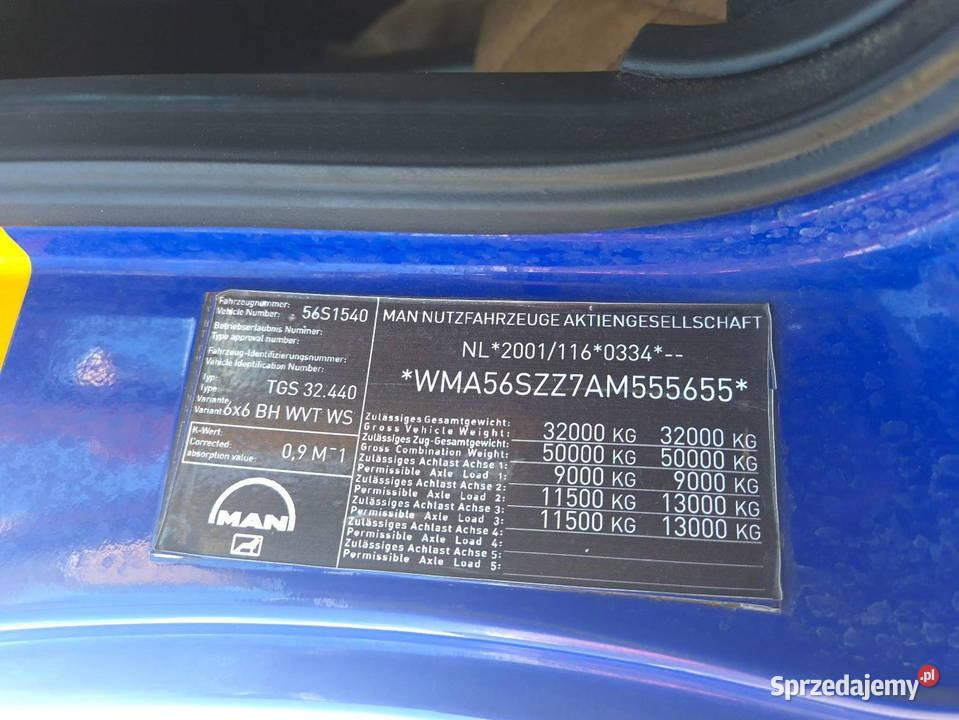 Fahrzeugnummer:
Vehicle Number: 56S1540
Betriebserlaubnis Nummer:
Type approval number:
Fahrzeug-Identifizierungsnummer:
Vehicle Identification Number:
Typ:
Type TGS 32.440
Variante:
Variant 6x6 BH WVT WS
K-Wert:
Corrected
absorption value: 0,9 M⁻1
MAN
MAN NUTZFAHRZEUGE AKTIENGESELLSCHAFT
NL*2001/116*0334*--
*WMA56SZZ7AM555655*
Zulässiges Gesamtgewicht:
Gross Vehicle Weight: 32000 KG 32000 KG
Zulässiges Zug-Gesamtgewicht:
Gross Combination Weight: 50000 KG 50000 KG
Zulässiges Achlast Achse 1:
Permissible Axle Load 1: 9000 KG 9000 KG
Zulässiges Achlast Achse 2:
Permissible Axle Load 2: 11500 KG 13000 KG
Zulässiges Achlast Achse 3:
Permissible Axle Load 3: 11500 KG 13000 KG
Zulässiges Achlast Achse 4:
Permissible Axle Load 4:
Zulässiges Achlast Achse 5:
Permissible Axle Load 5:
Sprzedajemy.pl